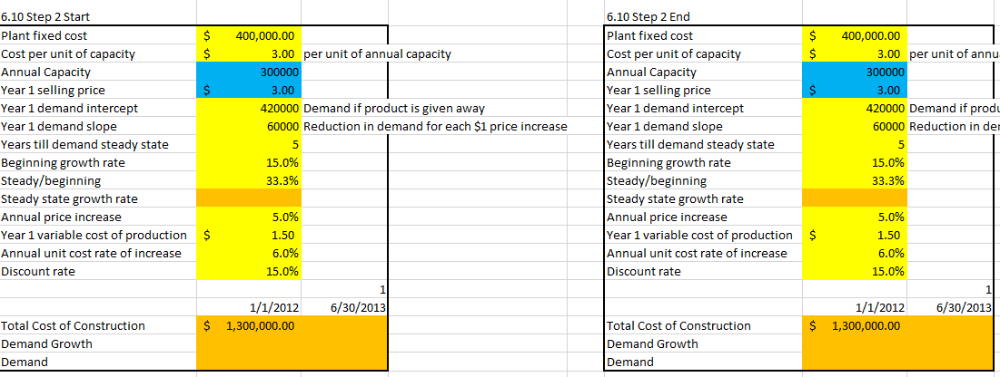 6.10 Step 2 Start
Plant fixed cost $ 400,000.00
Cost per unit of capacity $ 3.00 per unit of annual capacity
Annual Capacity 300000
Year 1 selling price $ 3.00
Year 1 demand intercept 420000 Demand if product is given away
Year 1 demand slope 60000 Reduction in demand for each $1 price increase
Years till demand steady state 5
Beginning growth rate 15.0%
Steady/beginning 33.3%
Steady state growth rate
Annual price increase 5.0%
Year 1 variable cost of production $ 1.50
Annual unit cost rate of increase 6.0%
Discount rate 15.0%
1
1/1/2012 6/30/2013
Total Cost of Construction $ 1,300,000.00
Demand Growth
Demand
6.10 Step 2 End
Plant fixed cost $ 400,000.00
Cost per unit of capacity $ 3.00 per unit of annu
Annual Capacity 300000
Year 1 selling price $ 3.00
Year 1 demand intercept 420000 Demand if produ
Year 1 demand slope 60000 Reduction in der
Years till demand steady state 5
Beginning growth rate 15.0%
Steady/beginning 33.3%
Steady state growth rate
Annual price increase 5.0%
Year 1 variable cost of production $ 1.50
Annual unit cost rate of increase 6.0%
Discount rate 15.0%
1
1/1/2012 6/30/2013
Total Cost of Construction $ 1,300,000.00
Demand Growth
Demand